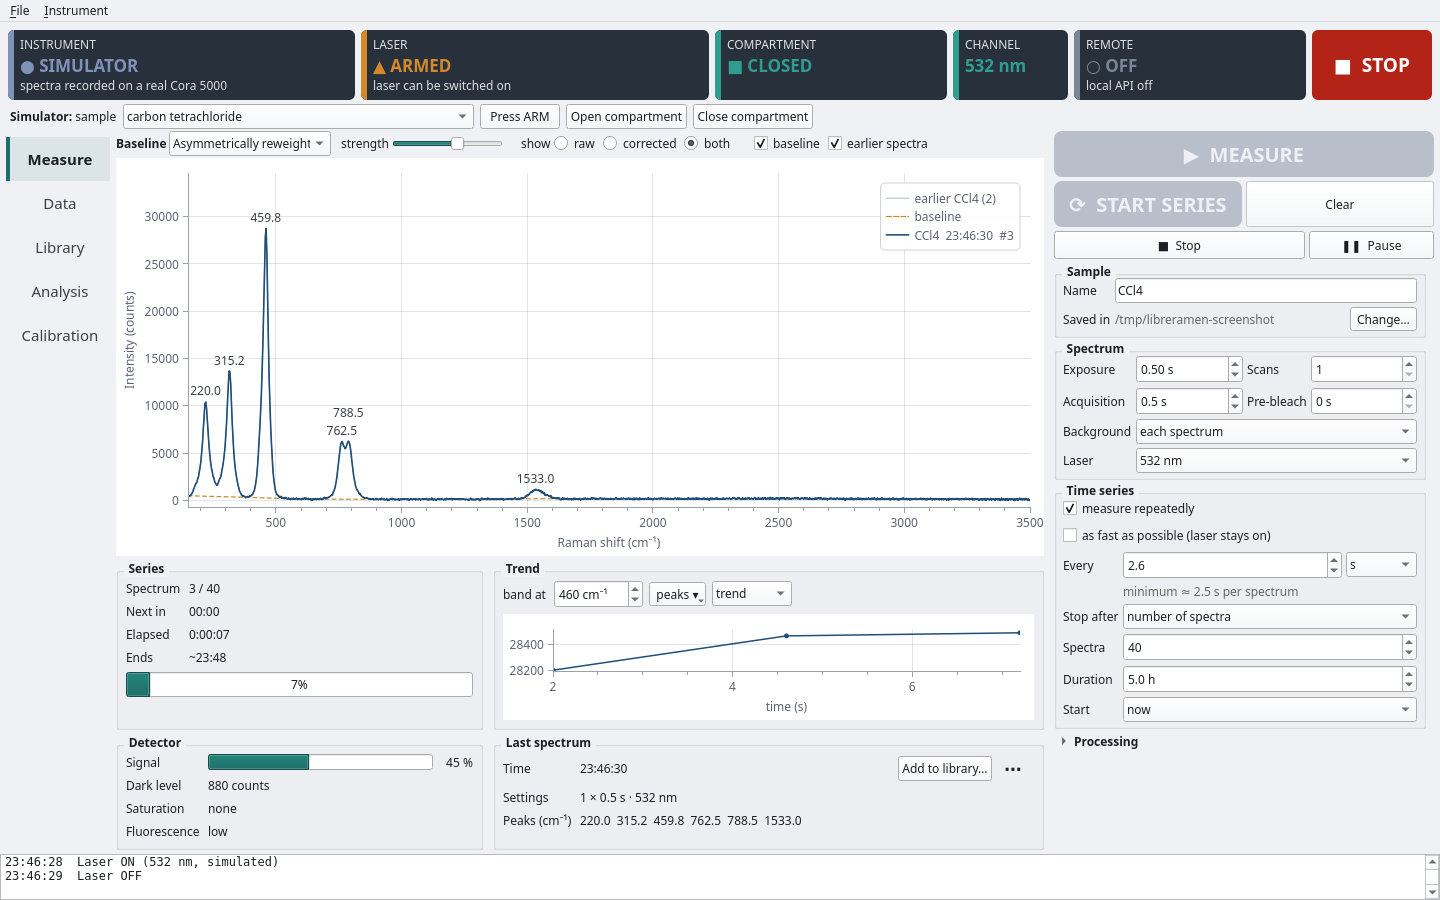 File Instrument
INSTRUMENT
● SIMULATOR
spectra recorded on a real Cora 5000
LASER
▲ ARMED
laser can be switched on
COMPARTMENT
■ CLOSED
CHANNEL
532 nm
REMOTE
○ OFF
local API off
■ STOP
Simulator: sample carbon tetrachloride Press ARM Open compartment Close compartment
Measure
Data
Library
Analysis
Calibration
Baseline Asymmetrically reweight strength show raw corrected both baseline earlier spectra
Intensity (counts)
30000
25000
20000
15000
10000
5000
0
459.8
315.2
220.0
788.5
762.5
1533.0
earlier CCl4 (2)
baseline
CCl4 23:46:30 #3
500 1000 1500 2000 2500 3000 3500
Raman shift (cm⁻¹)
Series
Spectrum 3 / 40
Next in 00:00
Elapsed 0:00:07
Ends ~23:48
7%
Trend
band at 460 cm⁻¹ peaks ▾ trend
28400
28200
2 4 6
time (s)
Detector
Signal 45 %
Dark level 880 counts
Saturation none
Fluorescence low
Last spectrum
Time 23:46:30 Add to library... ...
Settings 1 × 0.5 s · 532 nm
Peaks (cm⁻¹) 220.0 315.2 459.8 762.5 788.5 1533.0
▶ MEASURE
⟳ START SERIES Clear
■ Stop ❚❚ Pause
Sample
Name CCl4
Saved in /tmp/libreramen-screenshot Change...
Spectrum
Exposure 0.50 s Scans 1
Acquisition 0.5 s Pre-bleach 0 s
Background each spectrum
Laser 532 nm
Time series
measure repeatedly
as fast as possible (laser stays on)
Every 2.6 s
minimum ≈ 2.5 s per spectrum
Stop after number of spectra
Spectra 40
Duration 5.0 h
Start now
Processing
23:46:28 Laser ON (532 nm, simulated)
23:46:29 Laser OFF